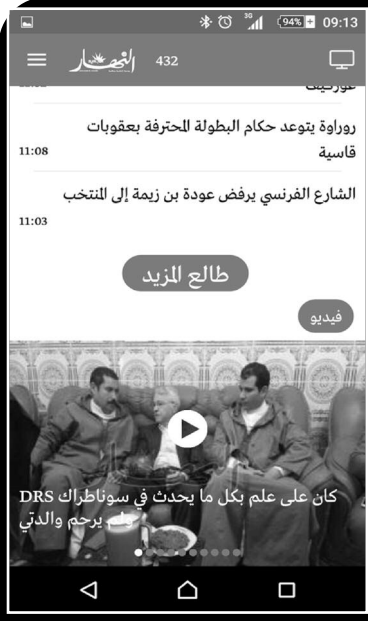 3G 94% 09:13
النهار 432
روراوة يتوعد حكام البطولة المحترفة بعقوبات
قاسية
11:08
الشارع الفرنسي يرفض عودة بن زيمة إلى المنتخب
11:03
طالع المزيد
فيديو
كان على علم بكل ما يحدث في سوناطراك DRS
ولم يرحم والدتي